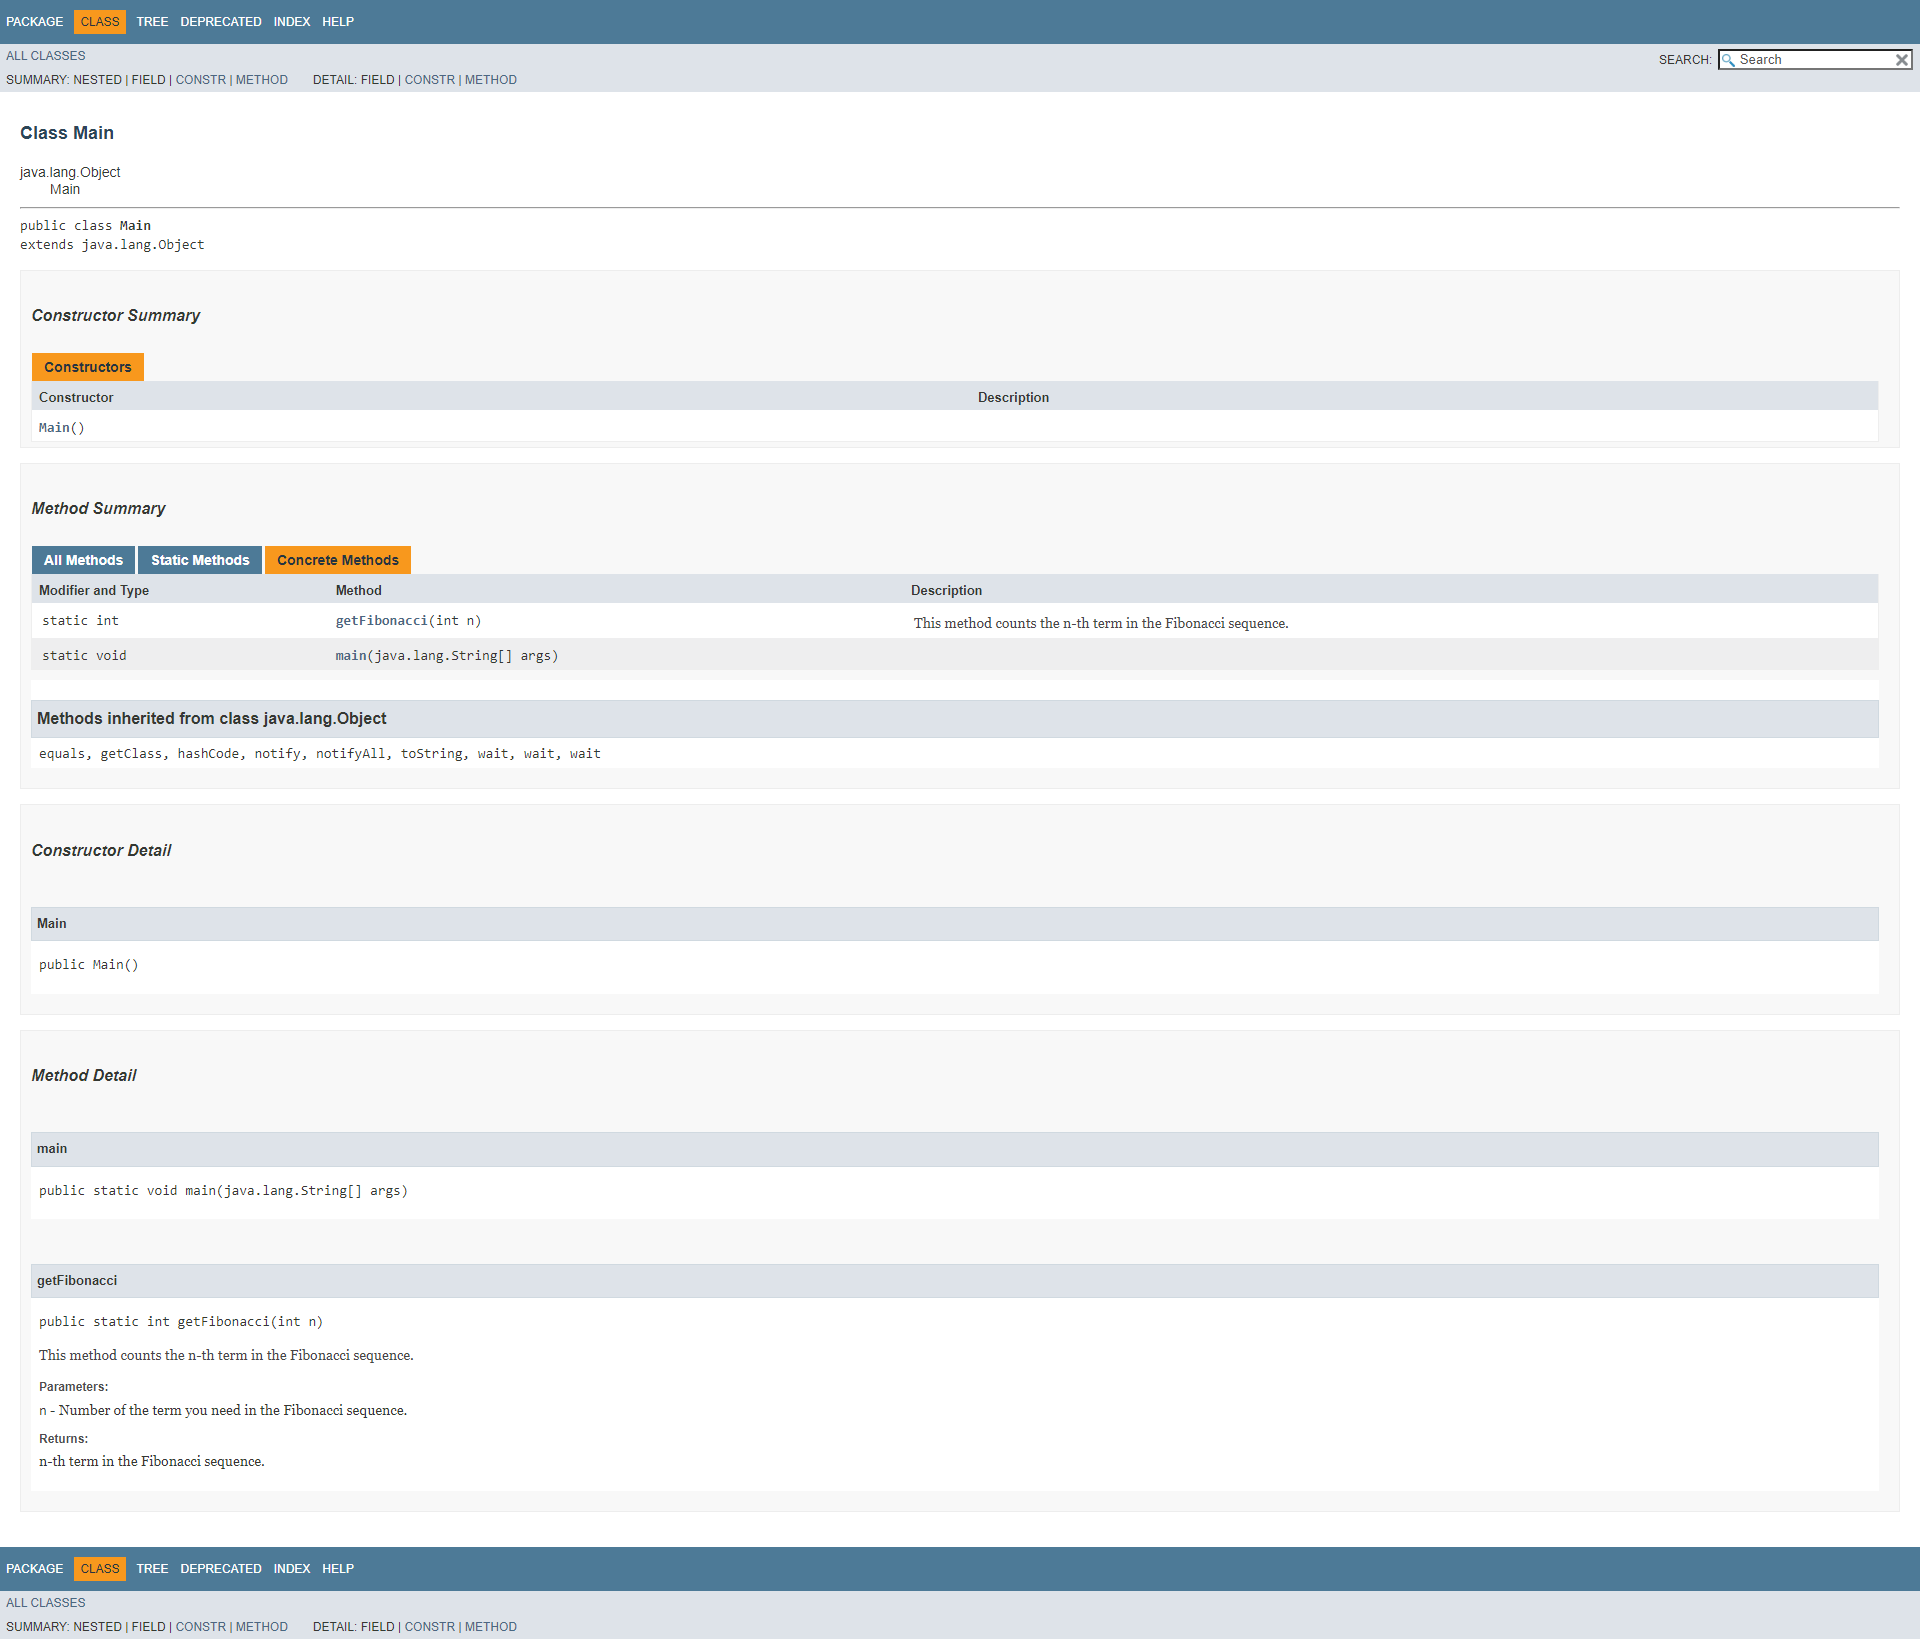 PACKAGE CLASS TREE DEPRECATED INDEX HELP
ALL CLASSES
SEARCH: Search
SUMMARY: NESTED | FIELD | CONSTR | METHOD DETAIL: FIELD | CONSTR | METHOD
Class Main
java.lang.Object
Main
public class Main
extends java.lang.Object
Constructor Summary
Constructors
Constructor Description
Main()
Method Summary
All Methods Static Methods Concrete Methods
Modifier and Type Method Description
static int getFibonacci(int n) This method counts the n-th term in the Fibonacci sequence.
static void main(java.lang.String[] args)
Methods inherited from class java.lang.Object
equals, getClass, hashCode, notify, notifyAll, toString, wait, wait, wait
Constructor Detail
Main
public Main()
Method Detail
main
public static void main(java.lang.String[] args)
getFibonacci
public static int getFibonacci(int n)
This method counts the n-th term in the Fibonacci sequence.
Parameters:
n - Number of the term you need in the Fibonacci sequence.
Returns:
n-th term in the Fibonacci sequence.
PACKAGE CLASS TREE DEPRECATED INDEX HELP
ALL CLASSES
SUMMARY: NESTED | FIELD | CONSTR | METHOD DETAIL: FIELD | CONSTR | METHOD